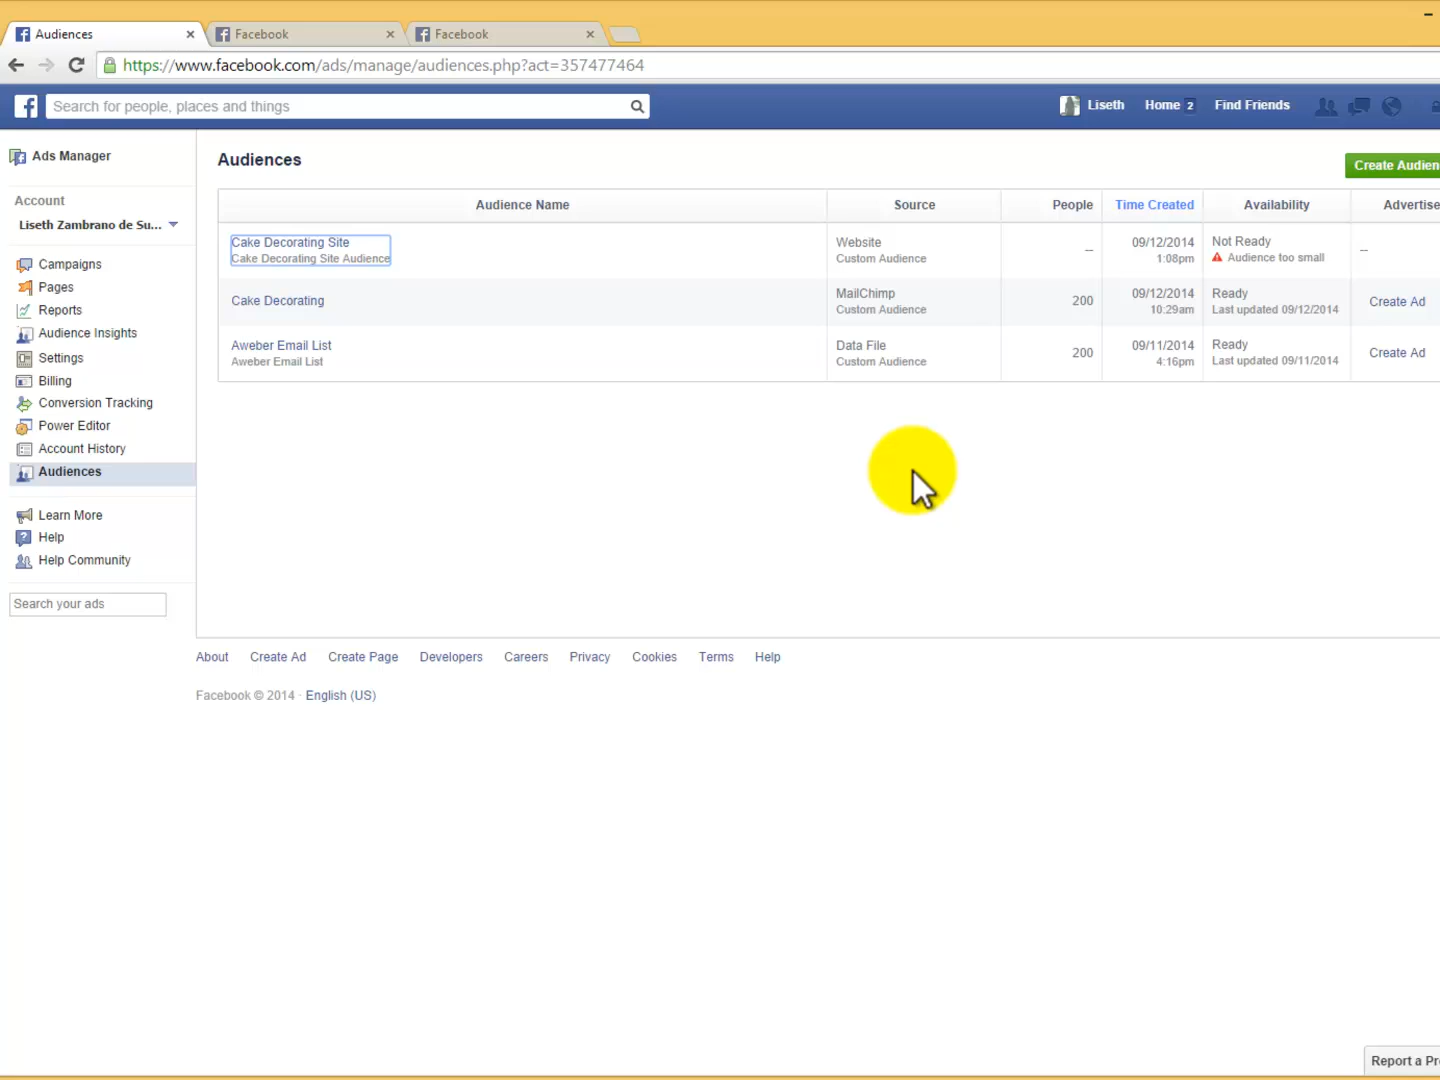 Audiences
Facebook
Facebook
https://www.facebook.com/ads/manage/audiences.php?act=357477464
Search for people, places and things
Liseth
Home 2
Find Friends
Ads Manager
Account
Liseth Zambrano de Su...
Campaigns
Pages
Reports
Audience Insights
Settings
Billing
Conversion Tracking
Power Editor
Account History
Audiences
Learn More
Help
Help Community
Search your ads
Audiences
Create Audien
Audience Name Source People Time Created Availability Advertise
Cake Decorating Site Website -- 09/12/2014 Not Ready --
Cake Decorating Site Audience Custom Audience 1:08pm Audience too small
Cake Decorating MailChimp 200 09/12/2014 Ready Create Ad
Custom Audience 10:29am Last updated 09/12/2014
Aweber Email List Data File 200 09/11/2014 Ready Create Ad
Aweber Email List Custom Audience 4:16pm Last updated 09/11/2014
About Create Ad Create Page Developers Careers Privacy Cookies Terms Help
Facebook © 2014 · English (US)
Report a Pr